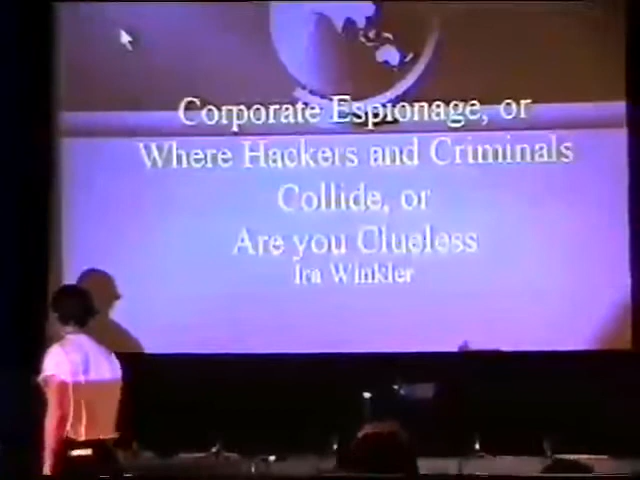 Corporate Espionage, or
Where Hackers and Criminals
Collide, or
Are you Clueless
Ira Winkler